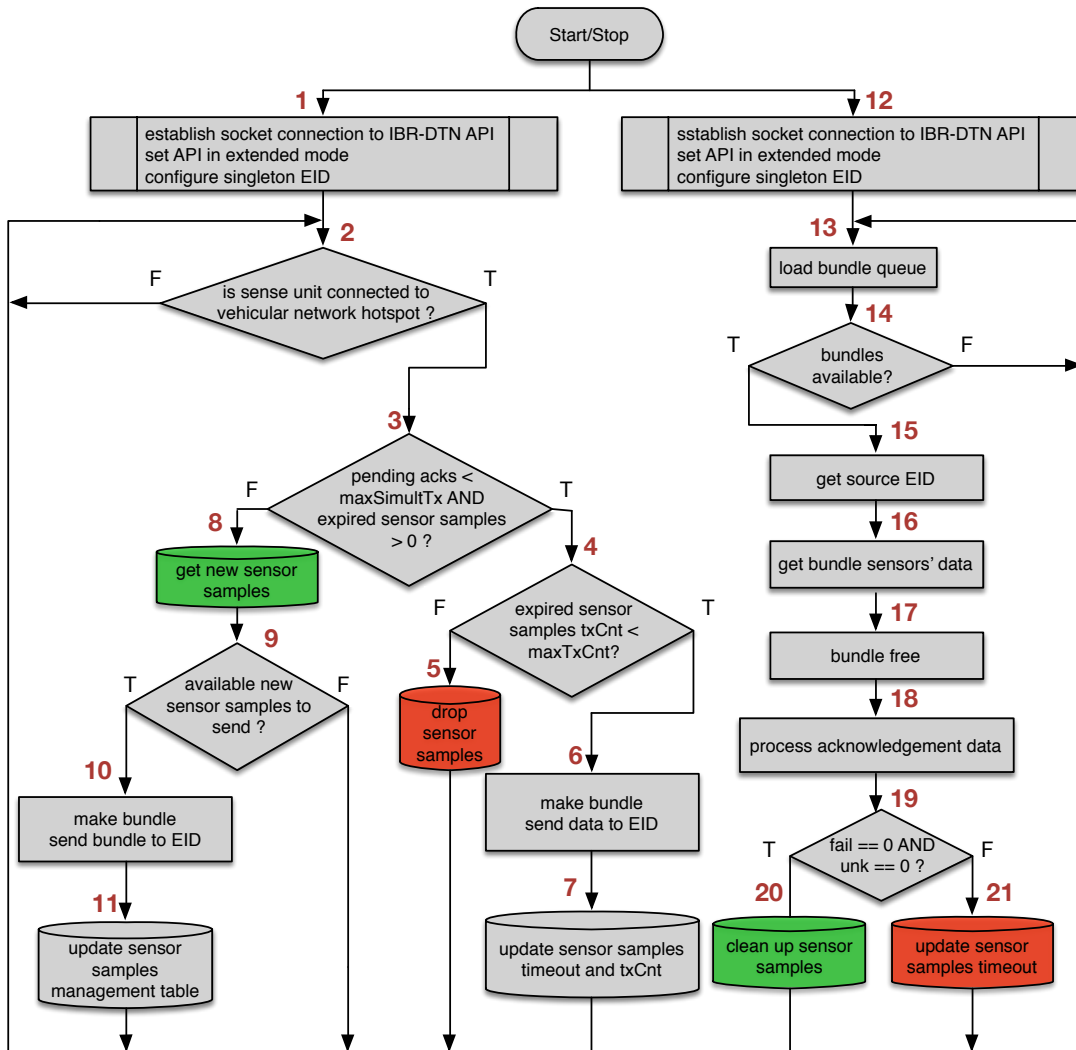 Start/Stop
1
establish socket connection to IBR-DTN API
set API in extended mode
configure singleton EID
2
F
T
is sense unit connected to
vehicular network hotspot ?
3
F
T
pending acks <
maxSimultTx AND
expired sensor samples
> 0 ?
8
get new sensor
samples
4
F
T
expired sensor
samples txCnt <
maxTxCnt?
9
T
F
available new
sensor samples to
send ?
5
drop
sensor
samples
10
make bundle
send bundle to EID
6
make bundle
send data to EID
11
update sensor
samples
management table
7
update sensor samples
timeout and txCnt
12
sstablish socket connection to IBR-DTN API
set API in extended mode
configure singleton EID
13
load bundle queue
14
T
F
bundles
available?
15
get source EID
16
get bundle sensors' data
17
bundle free
18
process acknowledgement data
19
T
F
fail == 0 AND
unk == 0 ?
20
clean up sensor
samples
21
update sensor
samples timeout